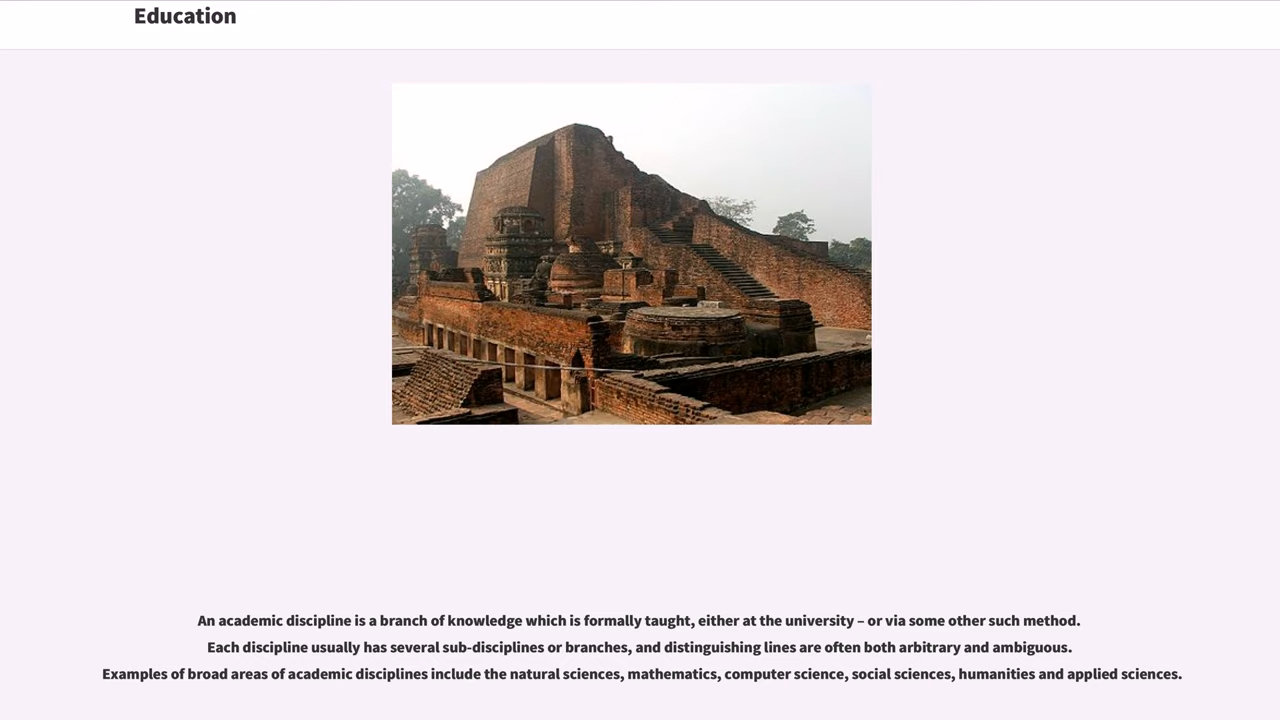 Education
An academic discipline is a branch of knowledge which is formally taught, either at the university – or via some other such method.
Each discipline usually has several sub-disciplines or branches, and distinguishing lines are often both arbitrary and ambiguous.
Examples of broad areas of academic disciplines include the natural sciences, mathematics, computer science, social sciences, humanities and applied sciences.